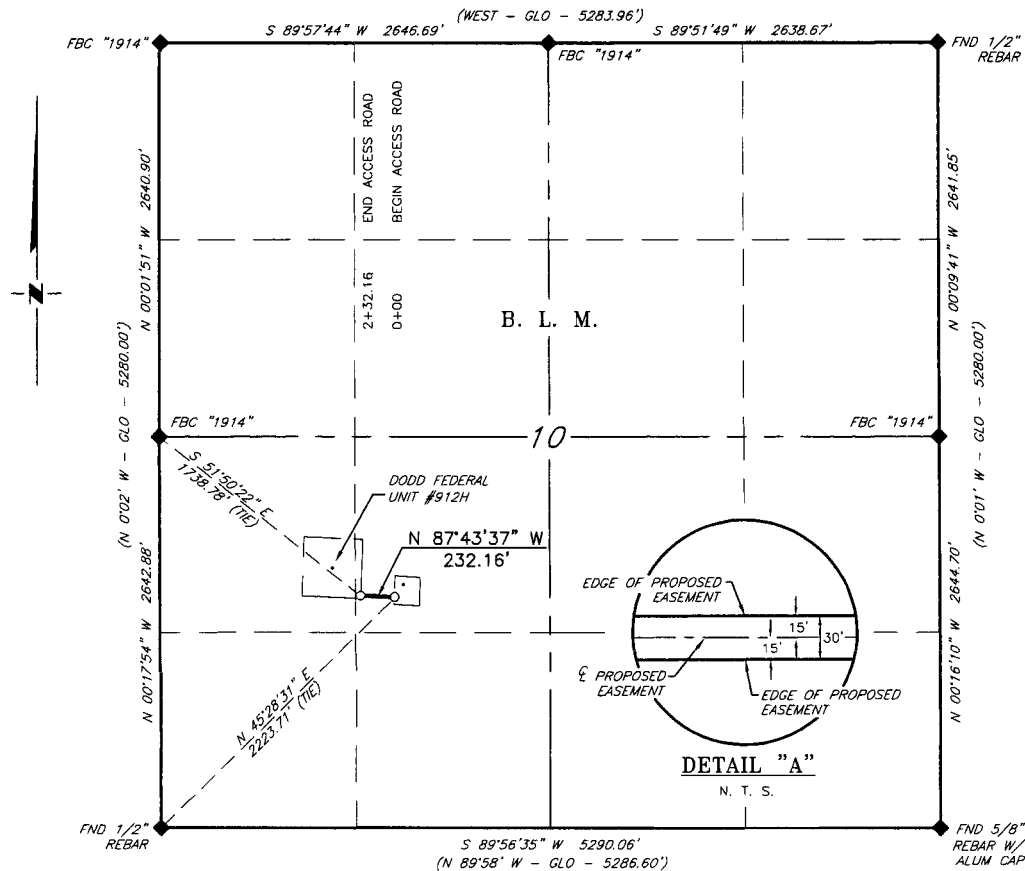 (WEST - GLO - 5283.96')
S 89°57'44" W 2646.69'
S 89°51'49" W 2638.67'
FBC "1914"
FBC "1914"
FND 1/2"
REBAR
N 00°01'51" W 2640.90'
END ACCESS ROAD
BEGIN ACCESS ROAD
2+32.16
0+00
N 00°09'41" W 2641.85'
N
B. L. M.
(N 0°02' W - GLO - 5280.00')
(N 0°01' W - GLO - 5280.00')
FBC "1914"
10
FBC "1914"
S 51°50'22" E
1738.78' (TIE)
DODD FEDERAL
UNIT #912H
N 87°43'37" W
232.16'
N 00°17'54" W 2642.88'
N 00°16'10" W 2644.70'
EDGE OF PROPOSED
EASEMENT
15'
15'
30'
℄ PROPOSED
EASEMENT
EDGE OF PROPOSED
EASEMENT
N 45°28'31" E
2223.71' (TIE)
DETAIL "A"
N. T. S.
FND 1/2"
REBAR
S 89°56'35" W 5290.06'
(N 89°58' W - GLO - 5286.60')
FND 5/8"
REBAR W/
ALUM CAP